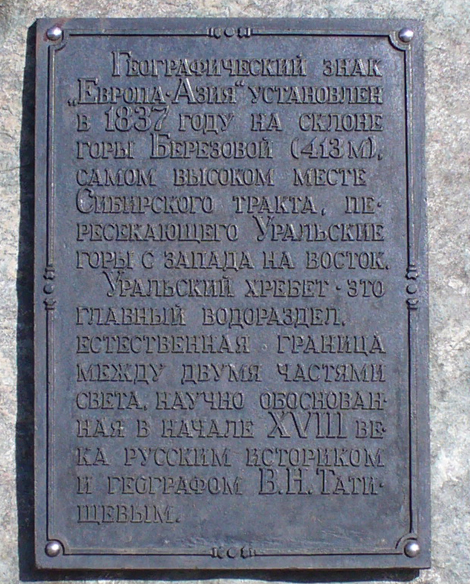 Географический знак
„Европа-Азия" установлен
в 1837 году на склоне
горы Березовой (413 м),
самом высоком месте
Сибирского тракта, пе-
ресекающего Уральские
горы с запада на восток.
Уральский хребет - это
главный водораздел,
естественная граница
между двумя частями
света, научно обоснован-
ная в начале XVIII ве-
ка русским историком
и географом В.Н.Тати-
щевым.